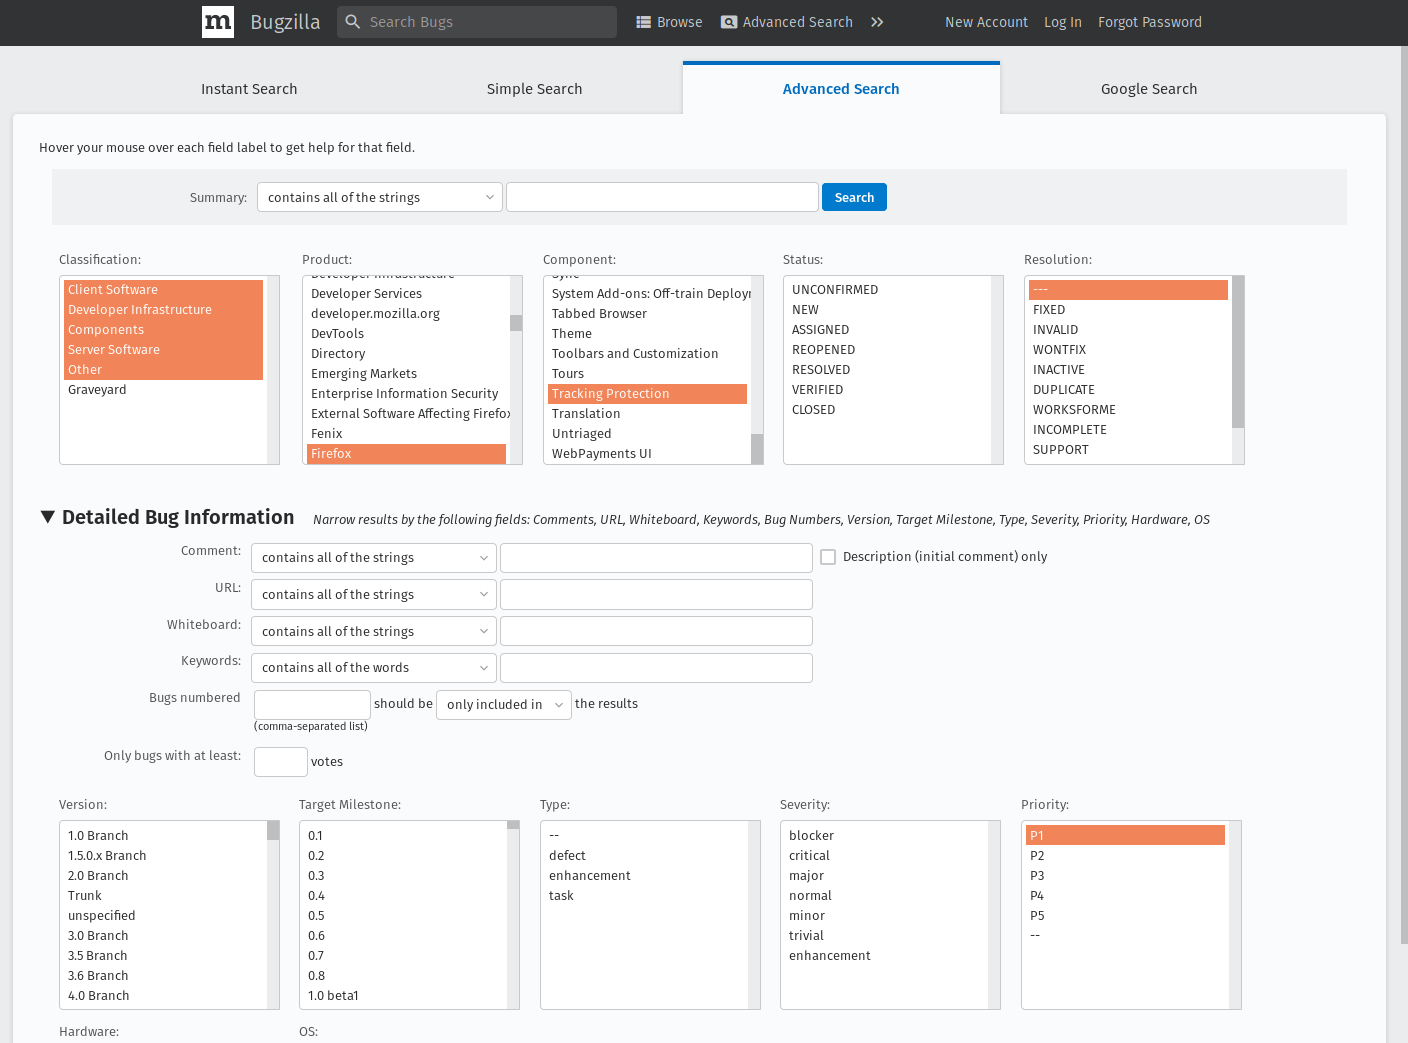 m Bugzilla Search Bugs Browse Advanced Search New Account Log In Forgot Password
Instant Search Simple Search Advanced Search Google Search
Hover your mouse over each field label to get help for that field.
Summary: contains all of the strings Search
Classification:
Client Software
Developer Infrastructure
Components
Server Software
Other
Graveyard
Product:
Developer Infrastructure
Developer Services
developer.mozilla.org
DevTools
Directory
Emerging Markets
Enterprise Information Security
External Software Affecting Firefox
Fenix
Firefox
Component:
Sync
System Add-ons: Off-train Deployn
Tabbed Browser
Theme
Toolbars and Customization
Tours
Tracking Protection
Translation
Untriaged
WebPayments UI
Status:
UNCONFIRMED
NEW
ASSIGNED
REOPENED
RESOLVED
VERIFIED
CLOSED
Resolution:
---
FIXED
INVALID
WONTFIX
INACTIVE
DUPLICATE
WORKSFORME
INCOMPLETE
SUPPORT
▼ Detailed Bug Information Narrow results by the following fields: Comments, URL, Whiteboard, Keywords, Bug Numbers, Version, Target Milestone, Type, Severity, Priority, Hardware, OS
Comment: contains all of the strings Description (initial comment) only
URL: contains all of the strings
Whiteboard: contains all of the strings
Keywords: contains all of the words
Bugs numbered should be only included in the results
(comma-separated list)
Only bugs with at least: votes
Version:
1.0 Branch
1.5.0.x Branch
2.0 Branch
Trunk
unspecified
3.0 Branch
3.5 Branch
3.6 Branch
4.0 Branch
Target Milestone:
0.1
0.2
0.3
0.4
0.5
0.6
0.7
0.8
1.0 beta1
Type:
--
defect
enhancement
task
Severity:
blocker
critical
major
normal
minor
trivial
enhancement
Priority:
P1
P2
P3
P4
P5
--
Hardware: OS: